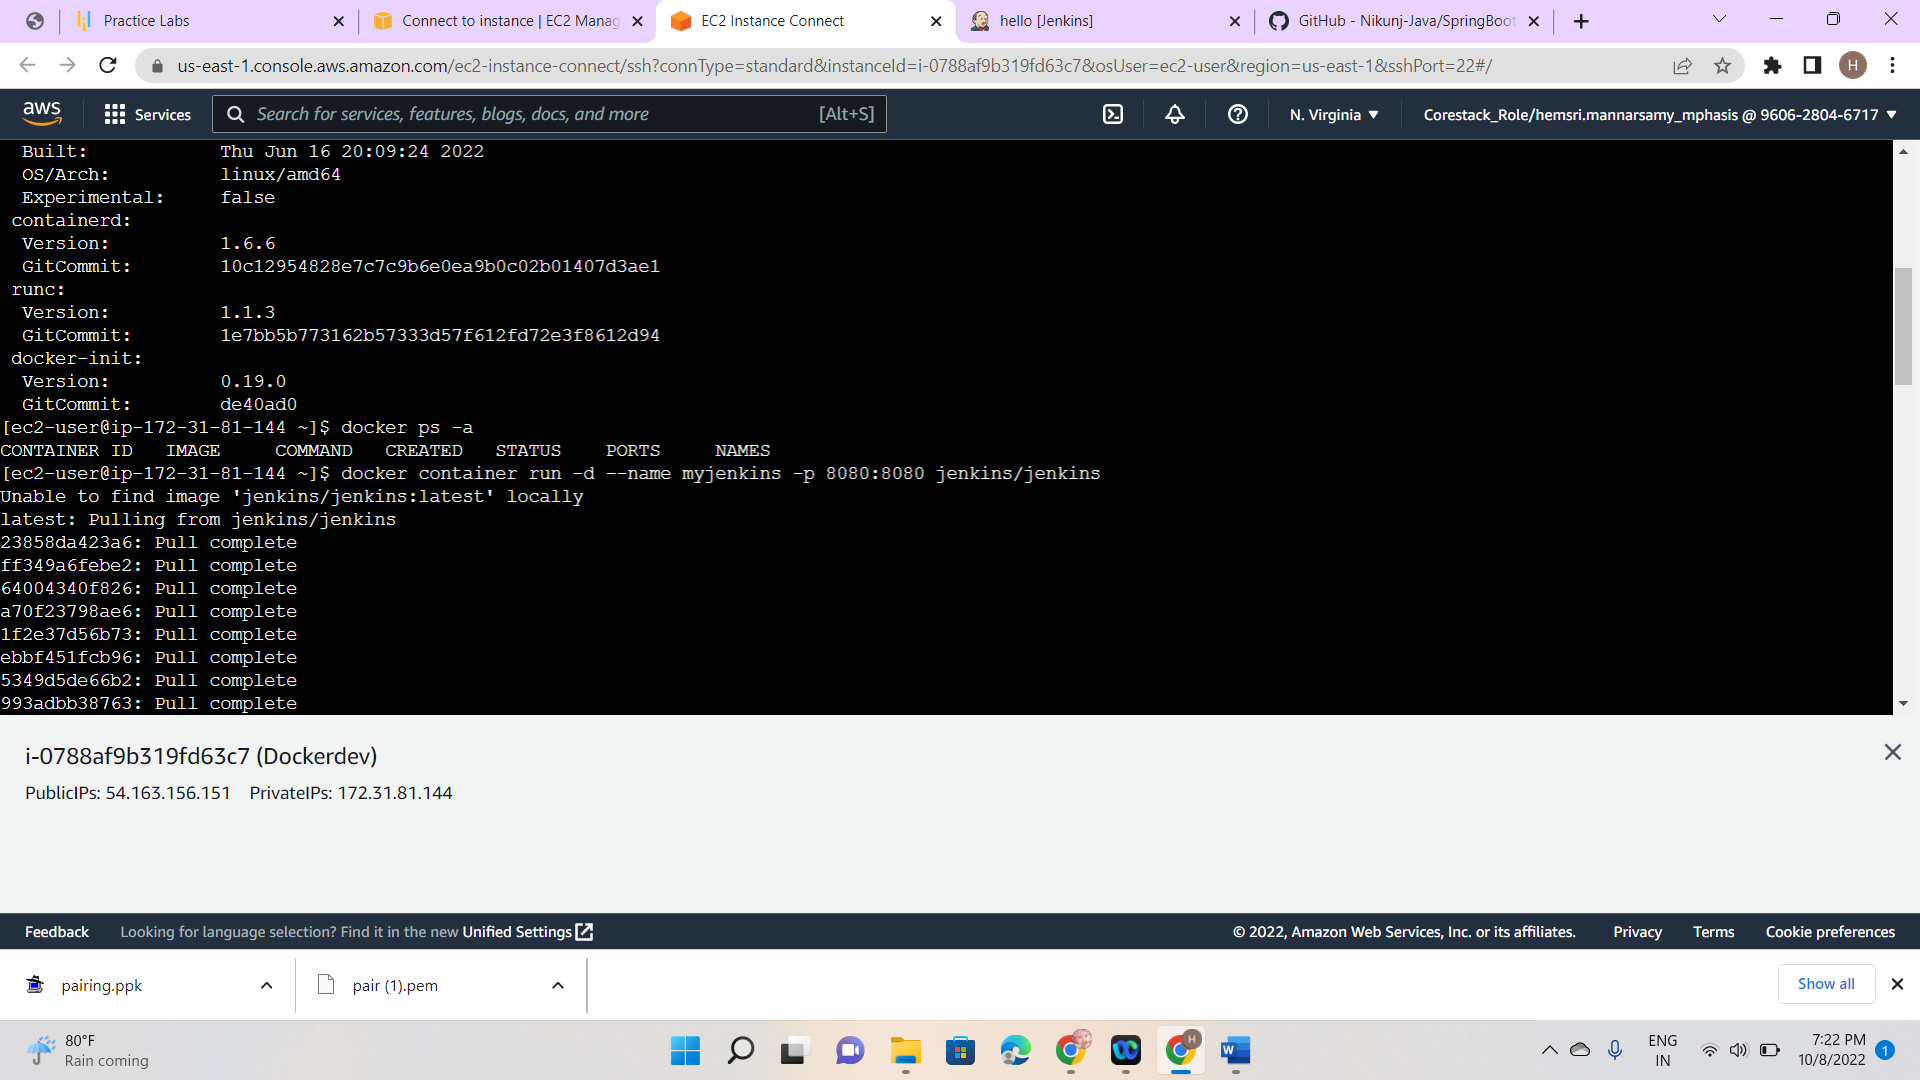 Practice Labs
Connect to instance | EC2 Manag
EC2 Instance Connect
hello [Jenkins]
GitHub - Nikunj-Java/SpringBoot
us-east-1.console.aws.amazon.com/ec2-instance-connect/ssh?connType=standard&instanceId=i-0788af9b319fd63c7&osUser=ec2-user&region=us-east-1&sshPort=22#/
H
aws
Services
Search for services, features, blogs, docs, and more
[Alt+S]
N. Virginia
Corestack_Role/hemsri.mannarsamy_mphasis @ 9606-2804-6717
Built: Thu Jun 16 20:09:24 2022
OS/Arch: linux/amd64
Experimental: false
containerd:
Version: 1.6.6
GitCommit: 10c12954828e7c7c9b6e0ea9b0c02b01407d3ae1
runc:
Version: 1.1.3
GitCommit: 1e7bb5b773162b57333d57f612fd72e3f8612d94
docker-init:
Version: 0.19.0
GitCommit: de40ad0
[ec2-user@ip-172-31-81-144 ~]$ docker ps -a
CONTAINER ID IMAGE COMMAND CREATED STATUS PORTS NAMES
[ec2-user@ip-172-31-81-144 ~]$ docker container run -d --name myjenkins -p 8080:8080 jenkins/jenkins
Unable to find image 'jenkins/jenkins:latest' locally
latest: Pulling from jenkins/jenkins
23858da423a6: Pull complete
ff349a6febe2: Pull complete
64004340f826: Pull complete
a70f23798ae6: Pull complete
1f2e37d56b73: Pull complete
ebbf451fcb96: Pull complete
5349d5de66b2: Pull complete
993adbb38763: Pull complete
i-0788af9b319fd63c7 (Dockerdev)
PublicIPs: 54.163.156.151 PrivateIPs: 172.31.81.144
Feedback
Looking for language selection? Find it in the new Unified Settings
© 2022, Amazon Web Services, Inc. or its affiliates.
Privacy
Terms
Cookie preferences
pairing.ppk
pair (1).pem
Show all
80°F
Rain coming
H
W
ENG
IN
7:22 PM
10/8/2022
1